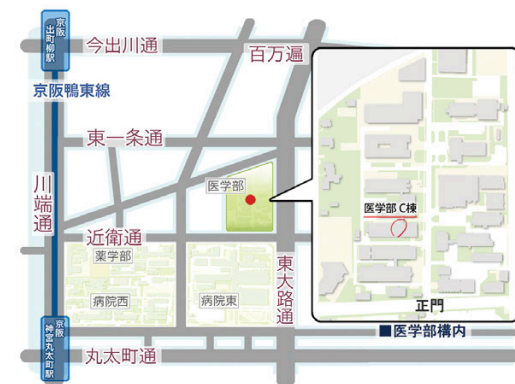 京阪
出町柳駅
今出川通
百万遍
京阪鴨東線
東一条通
医学部
川端通
医学部 C棟
近衛通
薬学部
東大路通
病院西
病院東
正門
京阪
神宮丸太町駅
■医学部構内
丸太町通